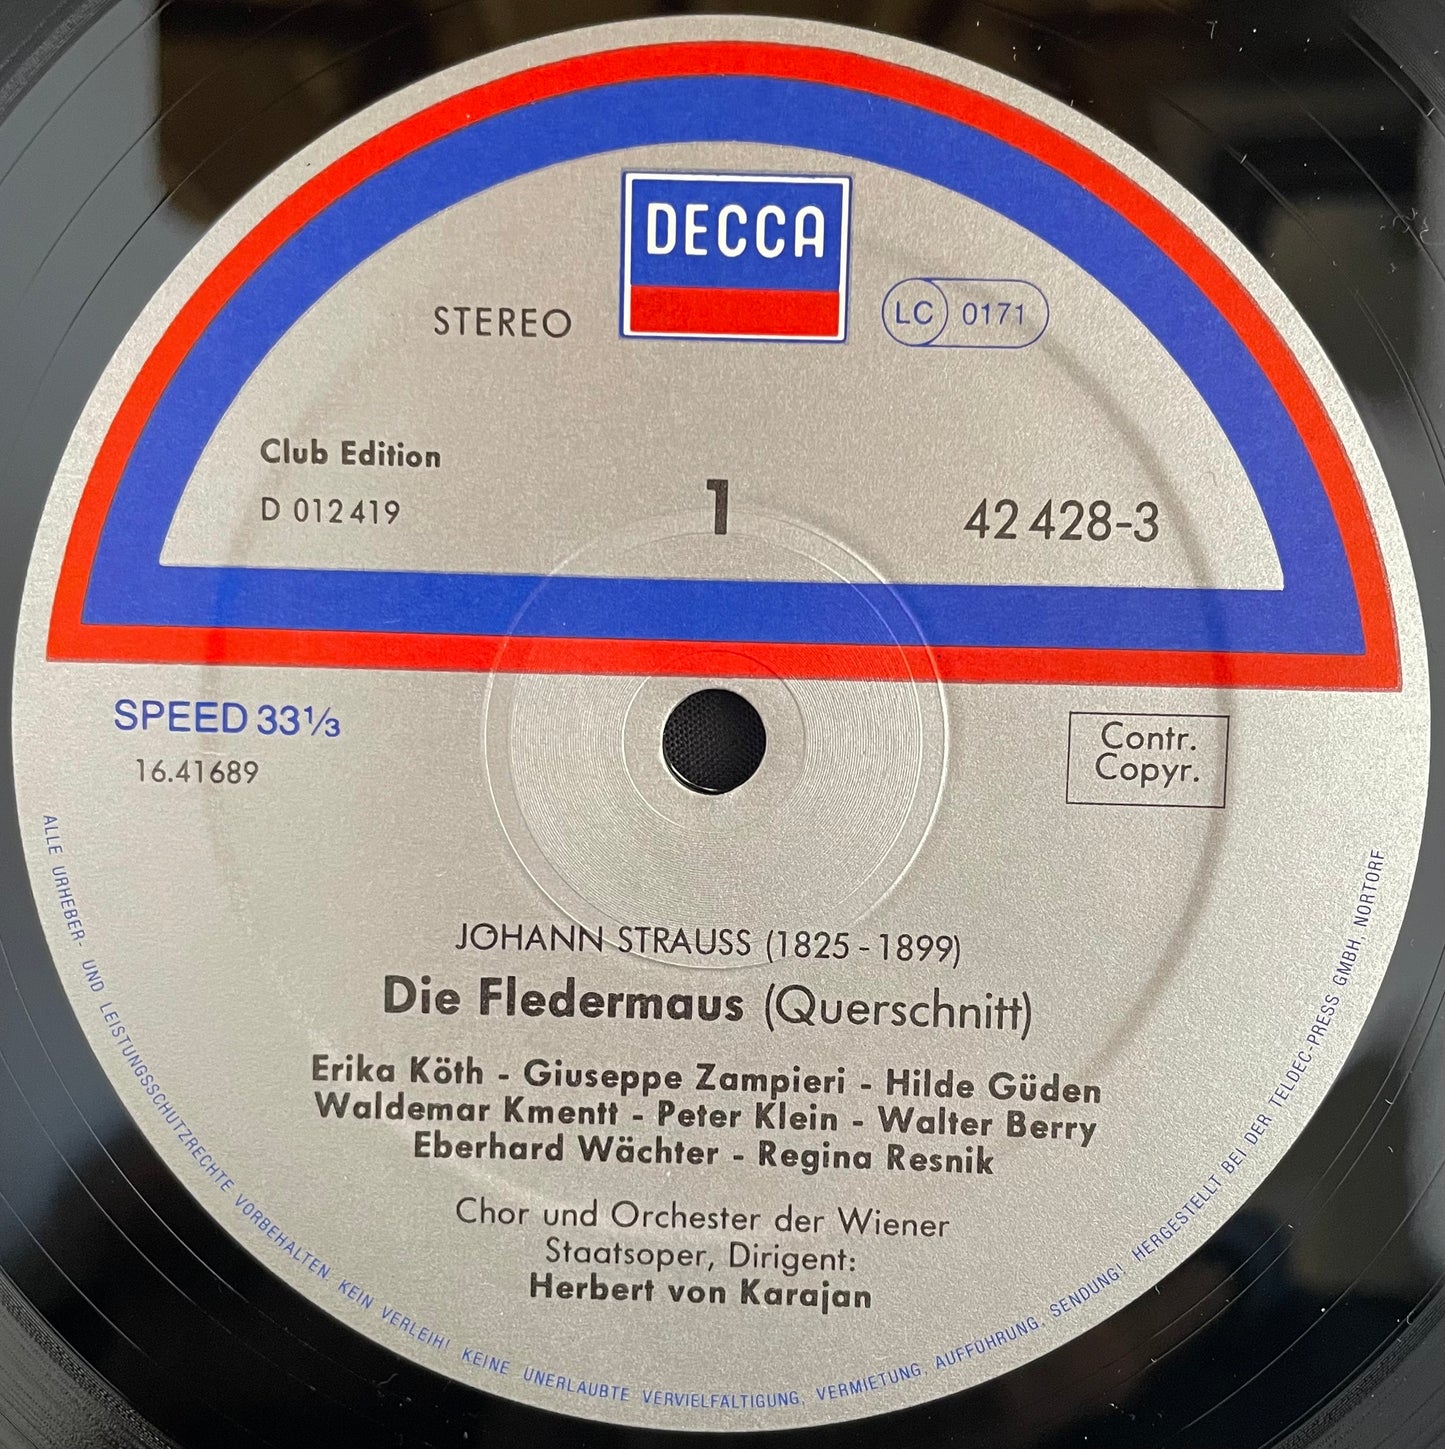 DECCA
STEREO
LC 0171
Club Edition
D 012419
1
42 428-3
SPEED 33⅓
16.41689
Contr.
Copyr.
JOHANN STRAUSS (1825 - 1899)
Die Fledermaus (Querschnitt)
Erika Köth - Giuseppe Zampieri - Hilde Güden
Waldemar Kmentt - Peter Klein - Walter Berry
Eberhard Wächter - Regina Resnik
Chor und Orchester der Wiener
Staatsoper, Dirigent:
Herbert von Karajan
ALLE URHEBER- UND LEISTUNGSSCHUTZRECHTE VORBEHALTEN. KEIN VERLEIH! KEINE UNERLAUBTE VERVIELFÄLTIGUNG, VERMIETUNG, AUFFÜHRUNG, SENDUNG! HERGESTELLT BEI DER TELDEC-PRESS GMBH, NORTORF